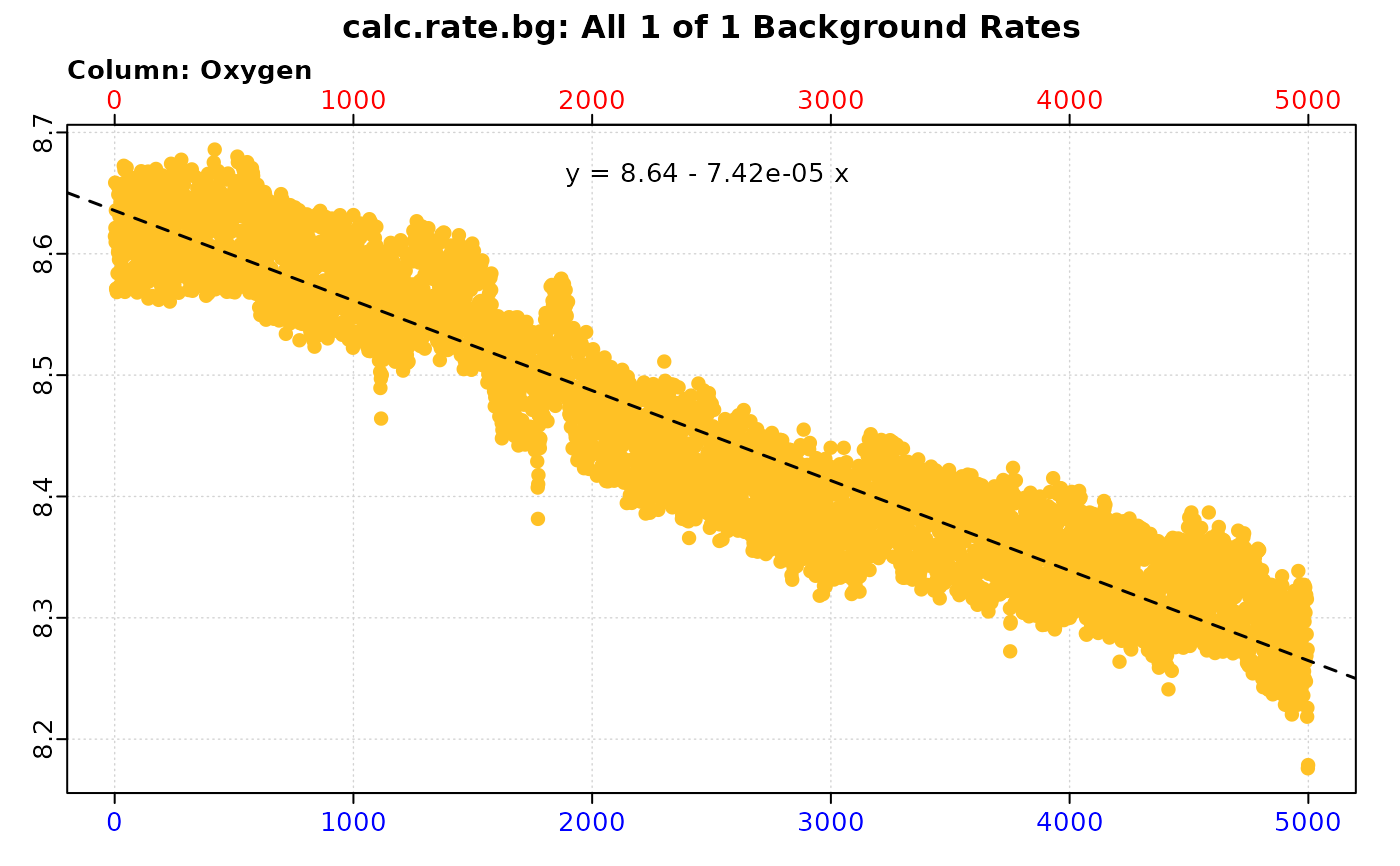 calc.rate.bg: All 1 of 1 Background Rates
Column: Oxygen
0 1000 2000 3000 4000 5000
y = 8.64 - 7.42e-05 x
8.7
8.6
8.5
8.4
8.3
8.2
0 1000 2000 3000 4000 5000